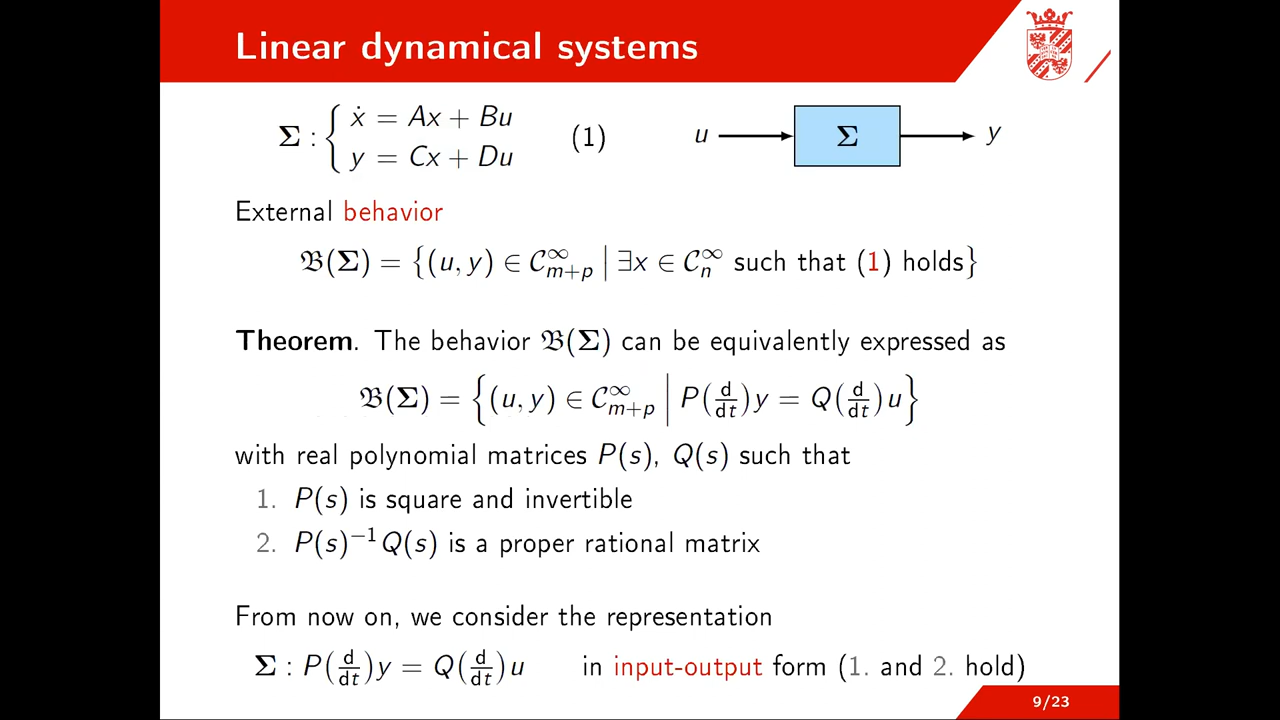 Linear dynamical systems
Σ : { ẋ = Ax + Bu
y = Cx + Du (1)
u Σ y
External behavior
𝔅(Σ) = {(u, y) ∈ 𝒞^∞_{m+p} | ∃x ∈ 𝒞^∞_n such that (1) holds}
Theorem. The behavior 𝔅(Σ) can be equivalently expressed as
𝔅(Σ) = {(u, y) ∈ 𝒞^∞_{m+p} | P(d/dt)y = Q(d/dt)u}
with real polynomial matrices P(s), Q(s) such that
1. P(s) is square and invertible
2. P(s)⁻¹Q(s) is a proper rational matrix
From now on, we consider the representation
Σ : P(d/dt)y = Q(d/dt)u in input-output form (1. and 2. hold)
9/23